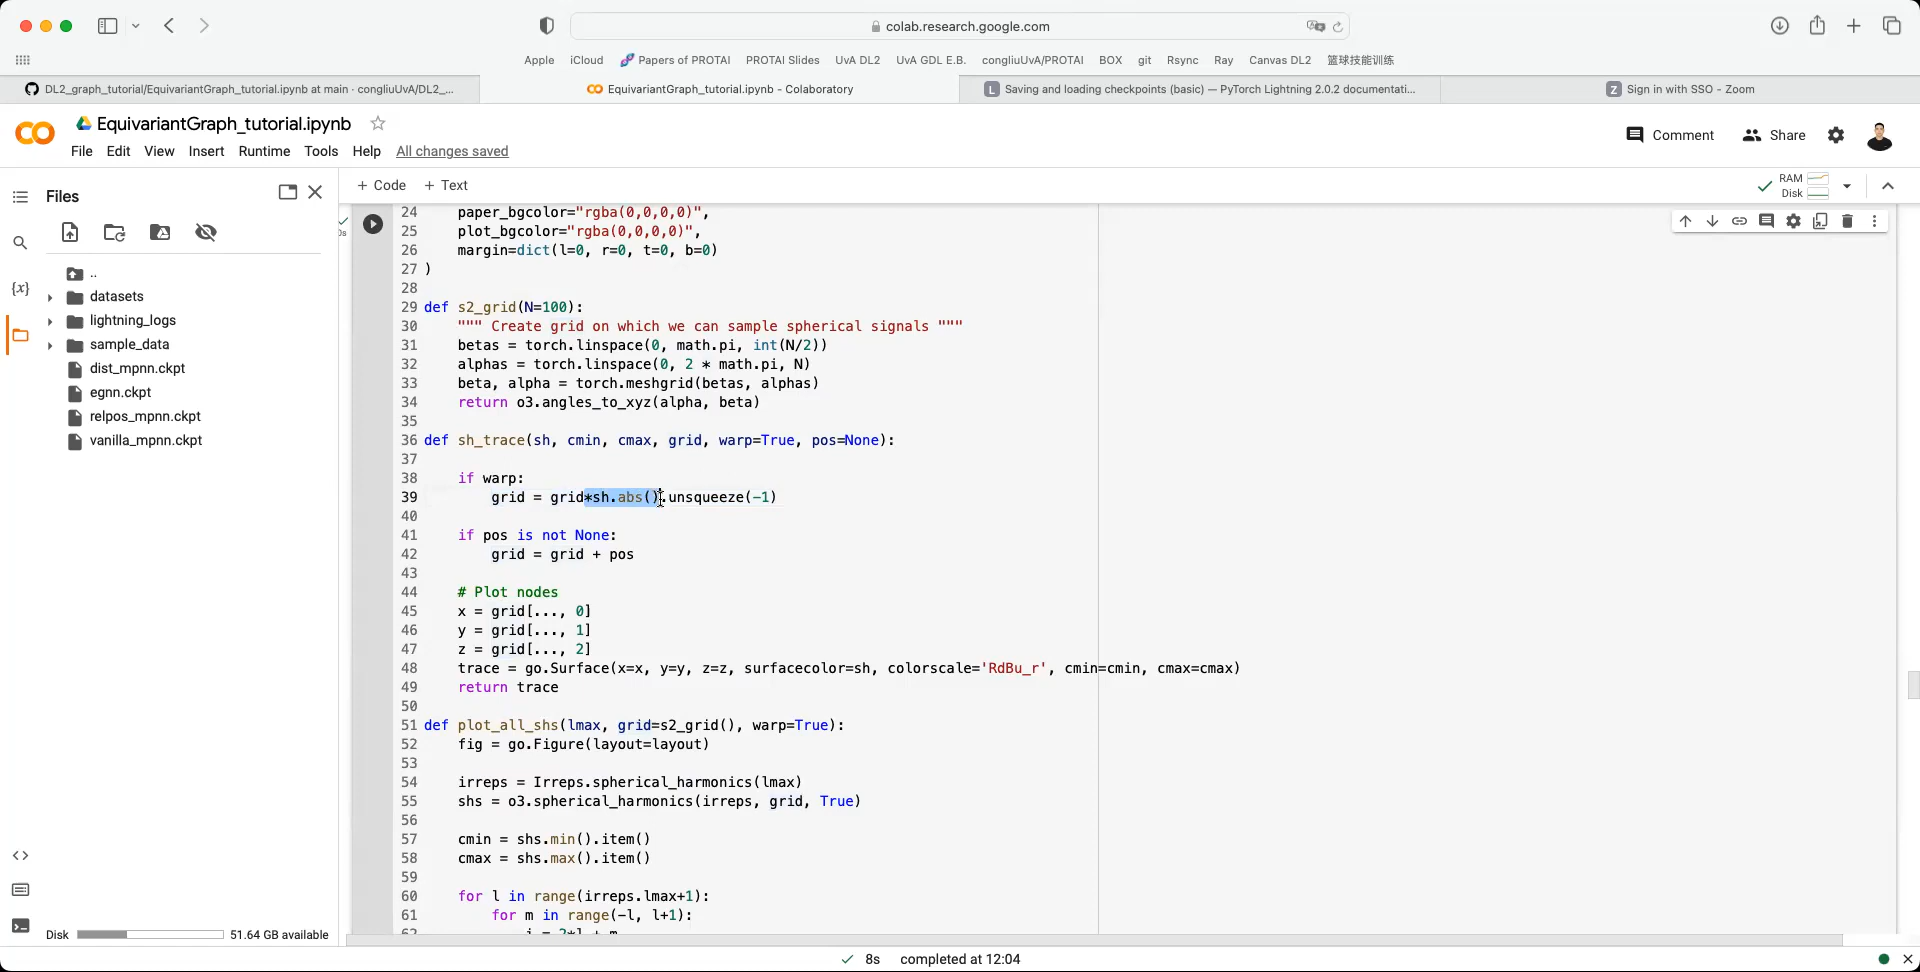 colab.research.google.com
Apple iCloud Papers of PROTAI PROTAI Slides UvA DL2 UvA GDL E.B. congliuUvA/PROTAI BOX git Rsync Ray Canvas DL2 篮球技能训练
DL2_graph_tutorial/EquivariantGraph_tutorial.ipynb at main · congliuUvA/DL2_...
EquivariantGraph_tutorial.ipynb - Colaboratory
L Saving and loading checkpoints (basic) — PyTorch Lightning 2.0.2 documentati...
Z Sign in with SSO - Zoom
EquivariantGraph_tutorial.ipynb
Comment Share
File Edit View Insert Runtime Tools Help All changes saved
Files
+ Code + Text
RAM
Disk
..
datasets
lightning_logs
sample_data
dist_mpnn.ckpt
egnn.ckpt
relpos_mpnn.ckpt
vanilla_mpnn.ckpt
{x}
0s
24 paper_bgcolor="rgba(0,0,0,0)",
25 plot_bgcolor="rgba(0,0,0,0)",
26 margin=dict(l=0, r=0, t=0, b=0)
27 )
28
29 def s2_grid(N=100):
30 """ Create grid on which we can sample spherical signals """
31 betas = torch.linspace(0, math.pi, int(N/2))
32 alphas = torch.linspace(0, 2 * math.pi, N)
33 beta, alpha = torch.meshgrid(betas, alphas)
34 return o3.angles_to_xyz(alpha, beta)
35
36 def sh_trace(sh, cmin, cmax, grid, warp=True, pos=None):
37
38 if warp:
39 grid = grid*sh.abs().unsqueeze(-1)
40
41 if pos is not None:
42 grid = grid + pos
43
44 # Plot nodes
45 x = grid[..., 0]
46 y = grid[..., 1]
47 z = grid[..., 2]
48 trace = go.Surface(x=x, y=y, z=z, surfacecolor=sh, colorscale='RdBu_r', cmin=cmin, cmax=cmax)
49 return trace
50
51 def plot_all_shs(lmax, grid=s2_grid(), warp=True):
52 fig = go.Figure(layout=layout)
53
54 irreps = Irreps.spherical_harmonics(lmax)
55 shs = o3.spherical_harmonics(irreps, grid, True)
56
57 cmin = shs.min().item()
58 cmax = shs.max().item()
59
60 for l in range(irreps.lmax+1):
61 for m in range(-l, l+1):
Disk 51.64 GB available
8s completed at 12:04